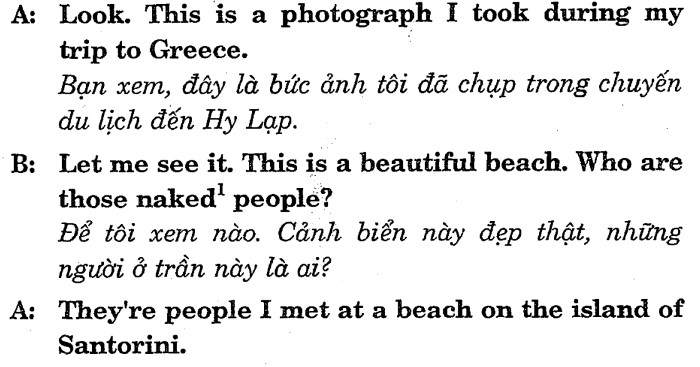 A: Look. This is a photograph I took during my
trip to Greece.
Bạn xem, đây là bức ảnh tôi đã chụp trong chuyến
du lịch đến Hy Lạp.
B: Let me see it. This is a beautiful beach. Who are
those naked¹ people?
Để tôi xem nào. Cảnh biển này đẹp thật, những
người ở trần này là ai?
A: They're people I met at a beach on the island of
Santorini.